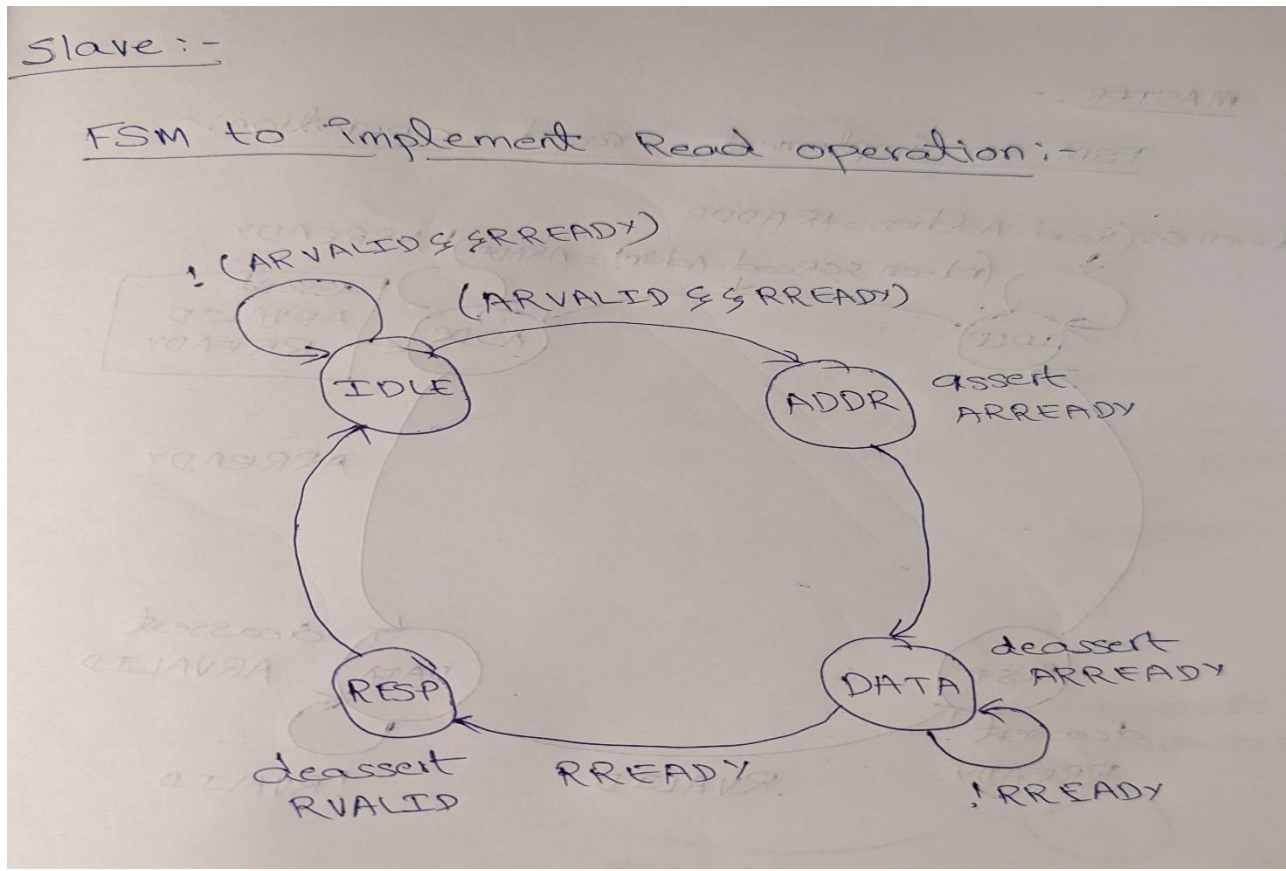 Slave :-
FSM to implement Read operation :-
! (ARVALID && RREADY)
(ARVALID && RREADY)
IDLE
ADDR
assert
ARREADY
RESP
DATA
deassert
ARREADY
deassert
RVALID
RREADY
!RREADY